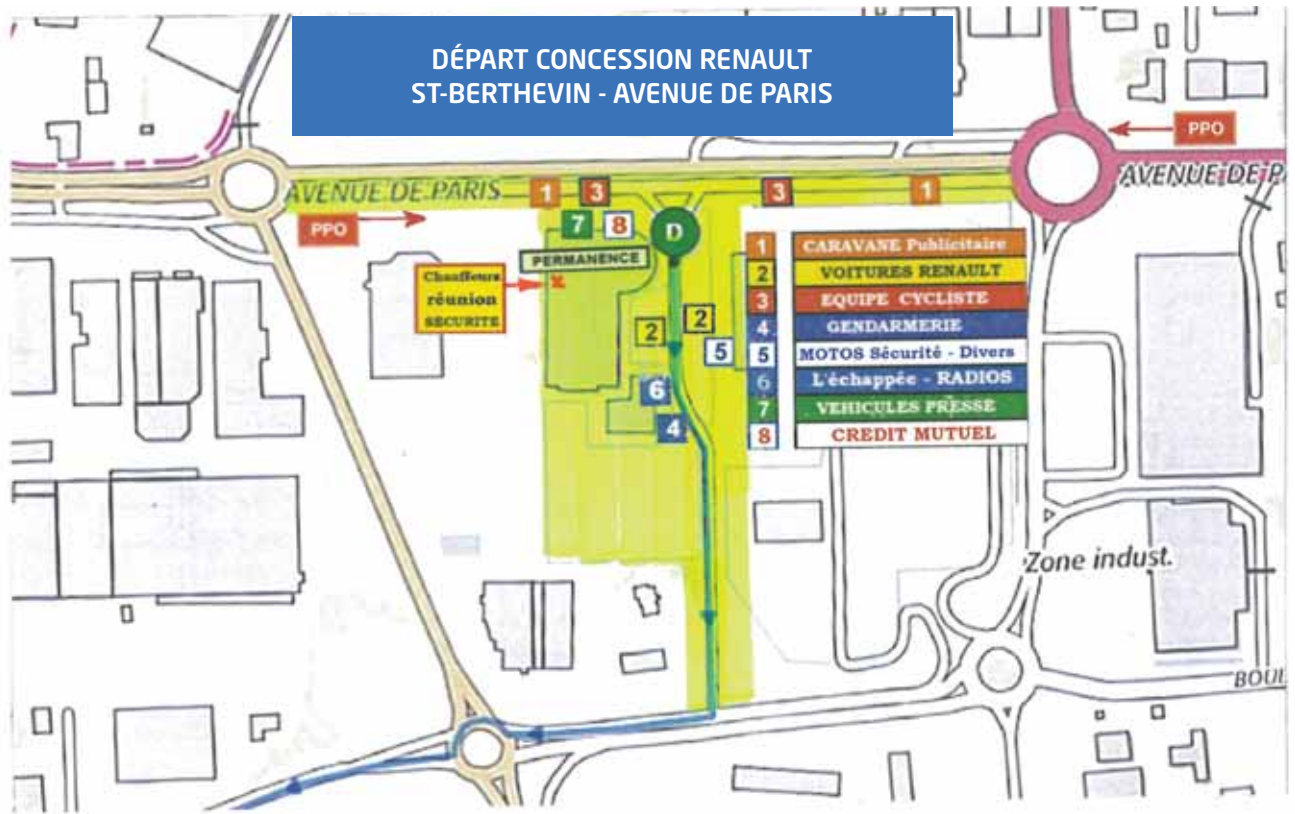 DÉPART CONCESSION RENAULT
ST-BERTHEVIN - AVENUE DE PARIS
PPO
AVENUE DE PARIS
1
3
3
1
AVENUE DE P
PPO
7
8
D
PERMANENCE
Chauffeurs
réunion
SECURITE
2
2
5
6
4
1 CARAVANE Publicitaire
2 VOITURES RENAULT
3 EQUIPE CYCLISTE
4 GENDARMERIE
5 MOTOS Sécurité - Divers
6 L'échappée - RADIOS
7 VEHICULES PRESSE
8 CREDIT MUTUEL
Zone indust.
BOUL